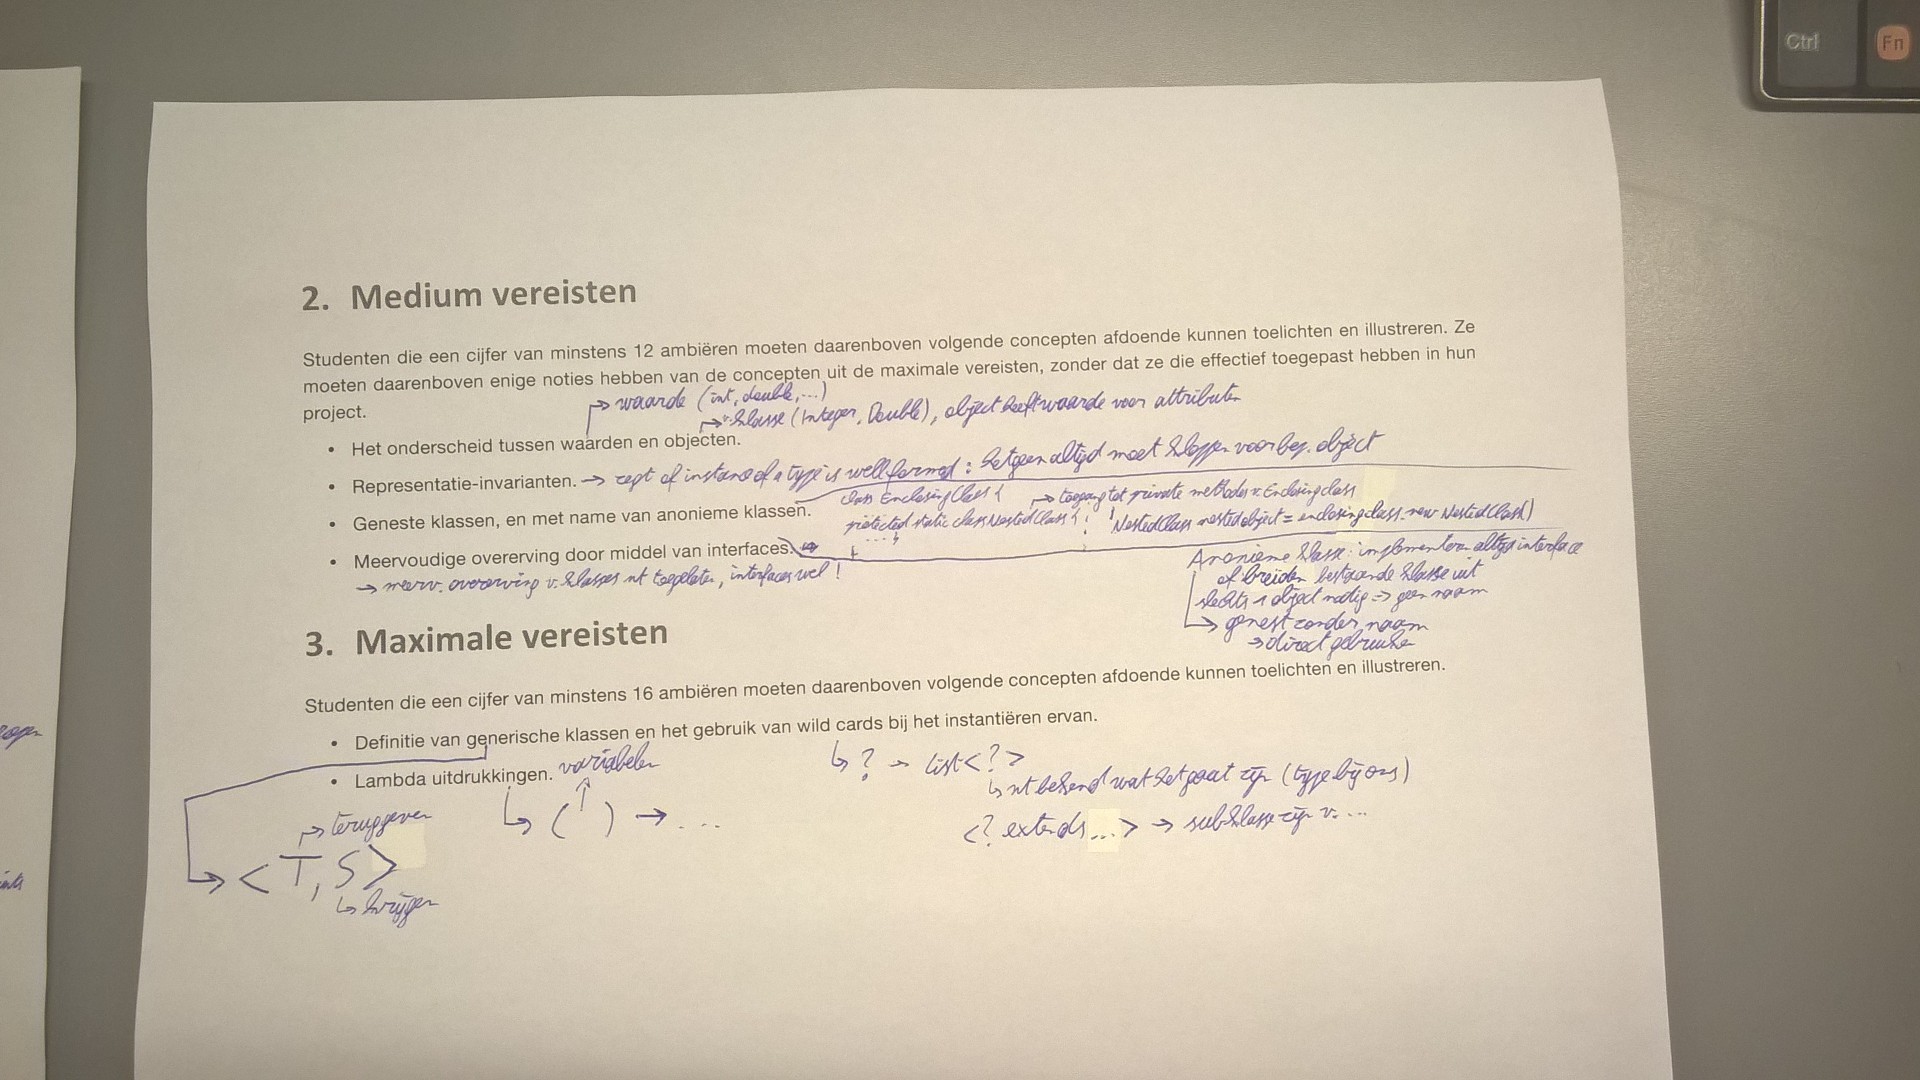 Ctrl
Fn
2. Medium vereisten
Studenten die een cijfer van minstens 12 ambiëren moeten daarenboven volgende concepten afdoende kunnen toelichten en illustreren. Ze
moeten daarenboven enige noties hebben van de concepten uit de maximale vereisten, zonder dat ze die effectief toegepast hebben in hun
project.
→ waarde (int, double, ...)
→ v. klasse (Integer, Double), object heeft waarde voor attributen
• Het onderscheid tussen waarden en objecten.
• Representatie-invarianten. → rept of instance of a type is well formed : hetgeen altijd moet kloppen voor bep. object
class EnclosingClass { → toegang tot private methodes v. Enclosingclass
• Geneste klassen, en met name van anonieme klassen.
protected static class NestedClass { NestedClass nestedobject = enclosingclass.new NestedClass()
.... }
• Meervoudige overerving door middel van interfaces. →
→ meerv. overerving v. klasses nt toegelaten, interfaces wel !
Anonieme klasse: implementeren altijd interface
of breiden bestaande klasse uit
slechts 1 object nodig => geen naam
→ genest zonder naam
→ direct gebruiken
3. Maximale vereisten
Studenten die een cijfer van minstens 16 ambiëren moeten daarenboven volgende concepten afdoende kunnen toelichten en illustreren.
• Definitie van generische klassen en het gebruik van wild cards bij het instantiëren ervan.
↳ ? → List<?>
↳ nt bekend wat het gaat zijn (type bij ons)
<? extends ...> → subklasse zijn v. ...
• Lambda uitdrukkingen.
variabelen
↳ ( ) → ...
→ teruggeven
→ <T, S>
↳ krijgen